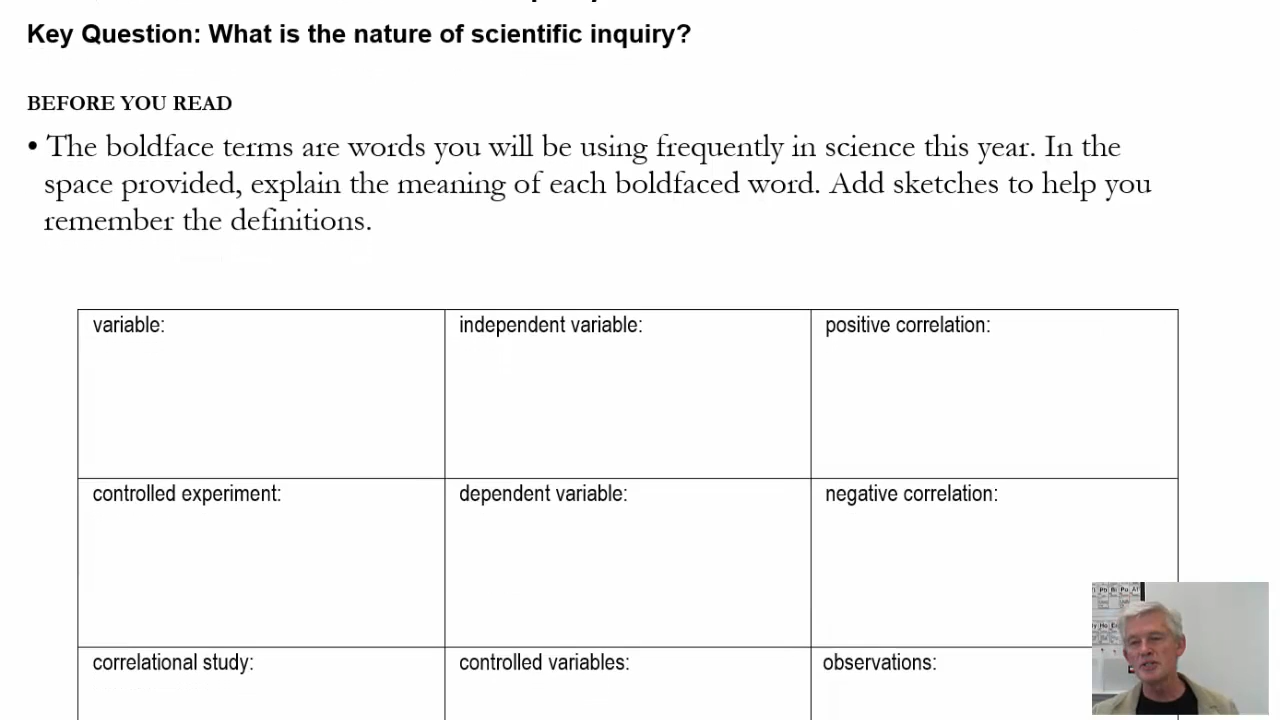 Key Question: What is the nature of scientific inquiry?
BEFORE YOU READ
• The boldface terms are words you will be using frequently in science this year. In the
space provided, explain the meaning of each boldfaced word. Add sketches to help you
remember the definitions.
variable:
independent variable:
positive correlation:
controlled experiment:
dependent variable:
negative correlation:
correlational study:
controlled variables:
observations: